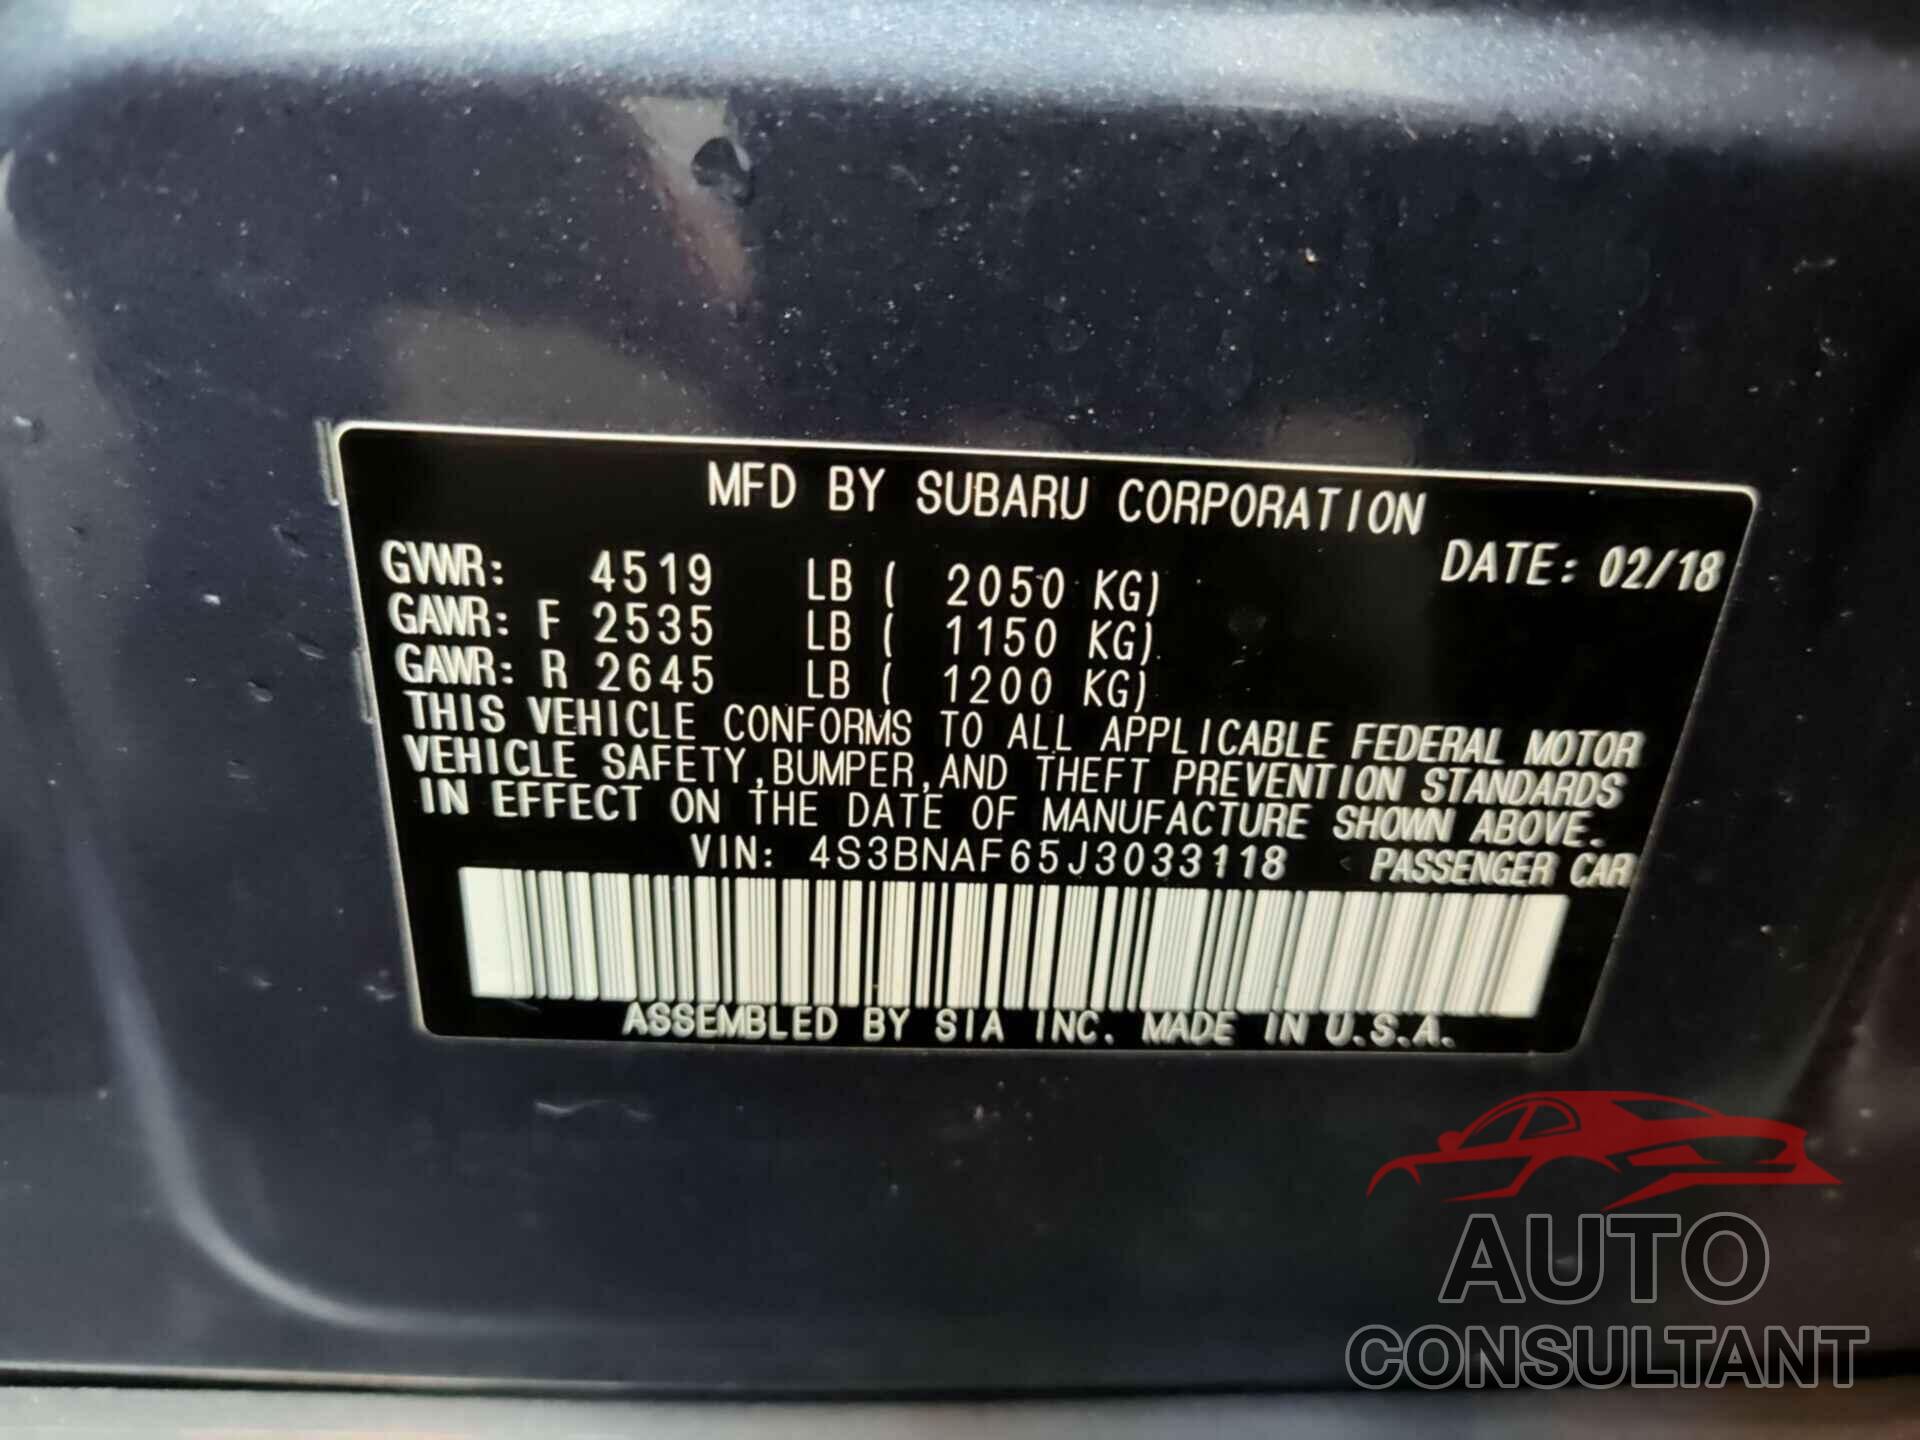 MFD BY SUBARU CORPORATION
DATE: 02/18
GVWR: 4519 LB ( 2050 KG)
GAWR: F 2535 LB ( 1150 KG)
GAWR: R 2645 LB ( 1200 KG)
THIS VEHICLE CONFORMS TO ALL APPLICABLE FEDERAL MOTOR
VEHICLE SAFETY, BUMPER, AND THEFT PREVENTION STANDARDS
IN EFFECT ON THE DATE OF MANUFACTURE SHOWN ABOVE.
VIN: 4S3BNAF65J3033118 PASSENGER CAR
ASSEMBLED BY SIA INC. MADE IN U.S.A.
AUTO
CONSULTANT